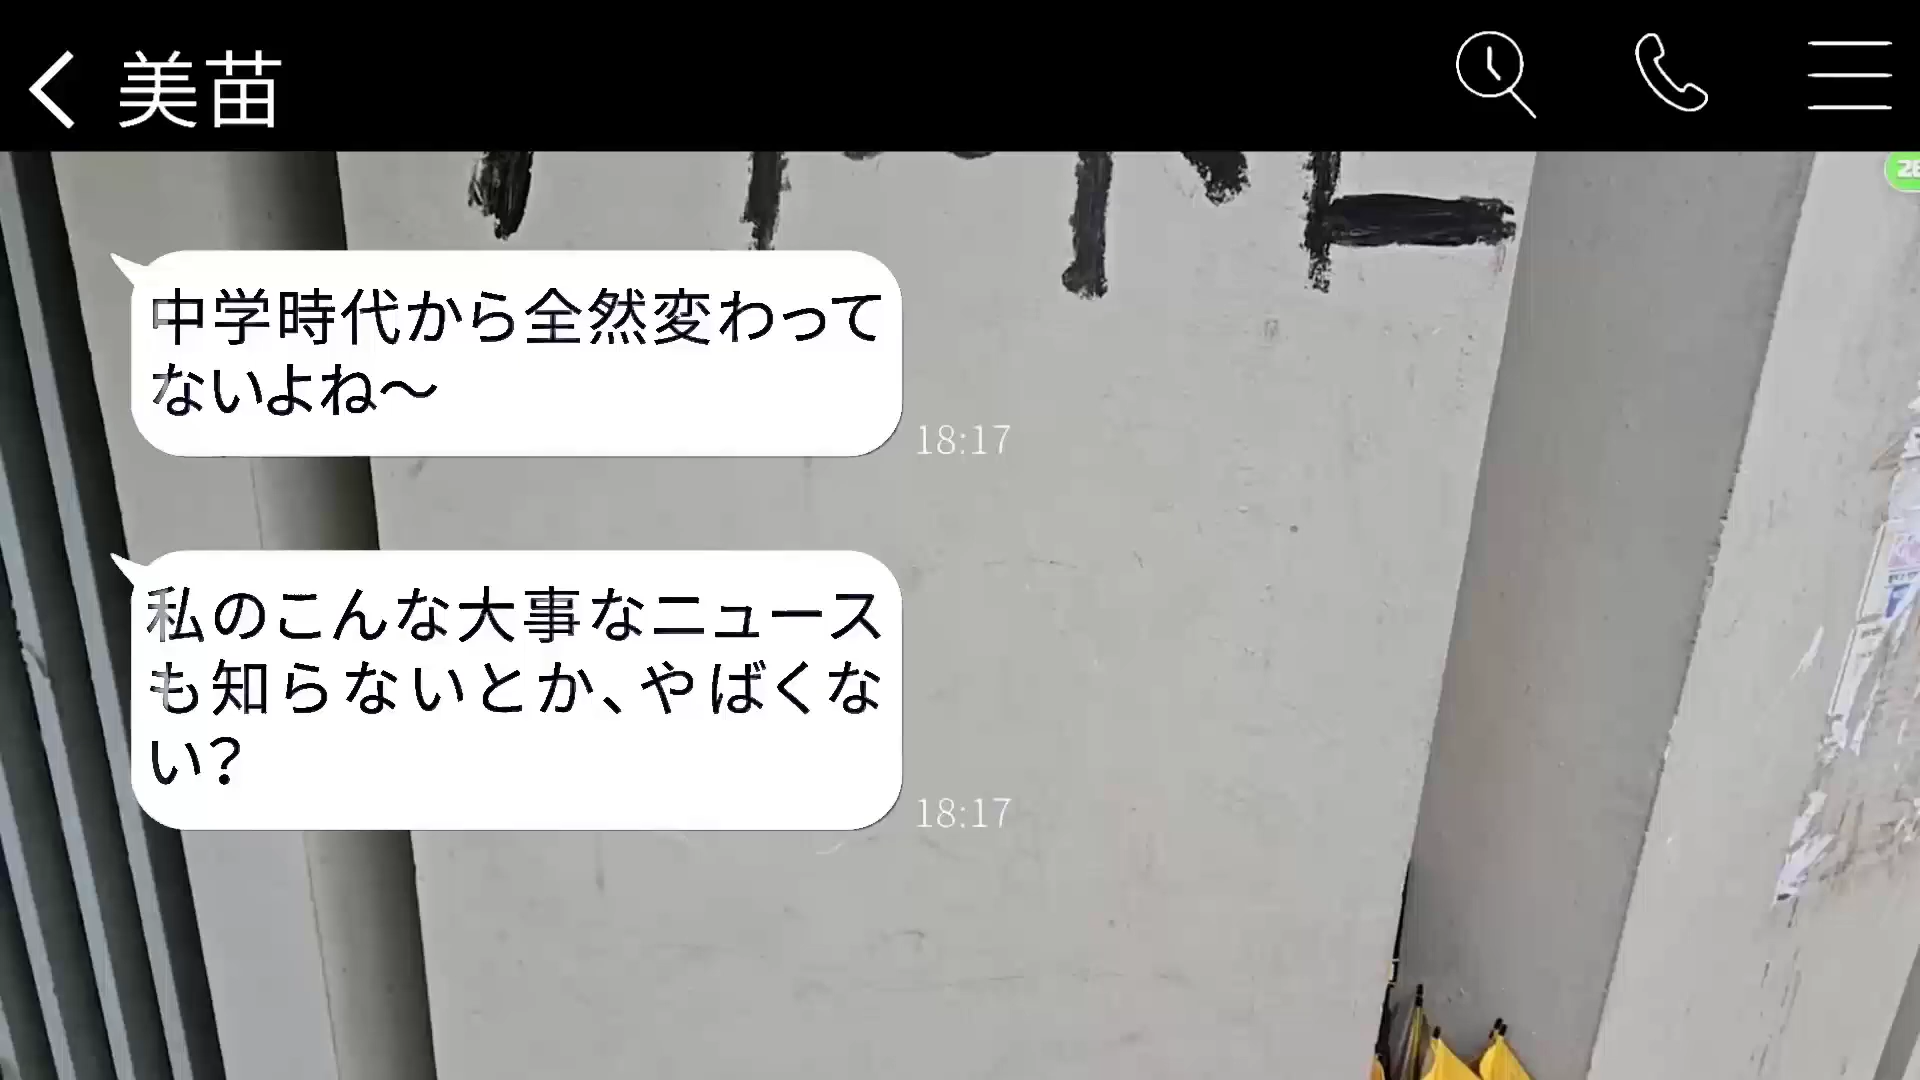 美苗
中学時代から全然変わって
ないよね〜
18:17
私のこんな大事なニュース
も知らないとか、やばくな
い?
18:17